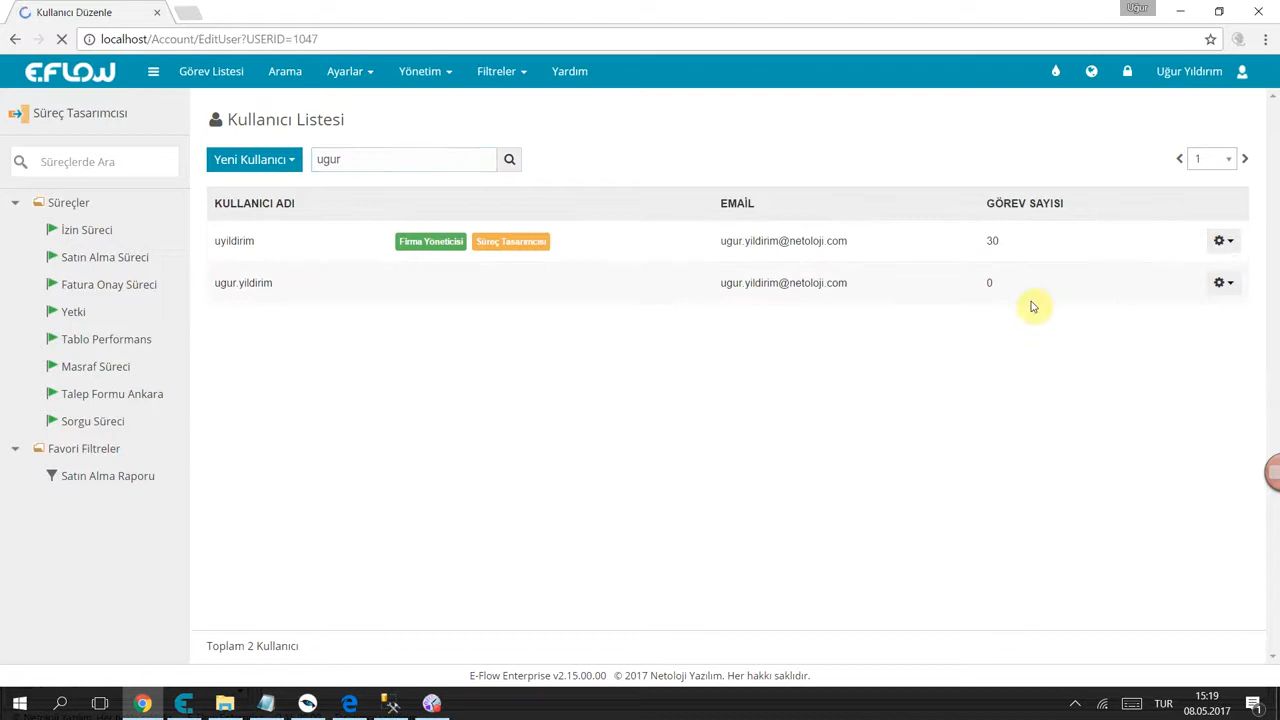 Kullanıcı Düzenle
Uğur
localhost/Account/EditUser?USERID=1047
E-FLOW
Görev Listesi
Arama
Ayarlar
Yönetim
Filtreler
Yardım
Uğur Yıldırım
Süreç Tasarımcısı
Süreçlerde Ara
Süreçler
İzin Süreci
Satın Alma Süreci
Fatura Onay Süreci
Yetki
Tablo Performans
Masraf Süreci
Talep Formu Ankara
Sorgu Süreci
Favori Filtreler
Satın Alma Raporu
Kullanıcı Listesi
Yeni Kullanıcı
ugur
1
KULLANICI ADI EMAİL GÖREV SAYISI
uyildirim Firma Yöneticisi Süreç Tasarımcısı ugur.yildirim@netoloji.com 30
ugur.yildirim ugur.yildirim@netoloji.com 0
Toplam 2 Kullanıcı
E-Flow Enterprise v2.15.00.00 © 2017 Netoloji Yazılım. Her hakkı saklıdır.
TUR
15:19
08.05.2017
1